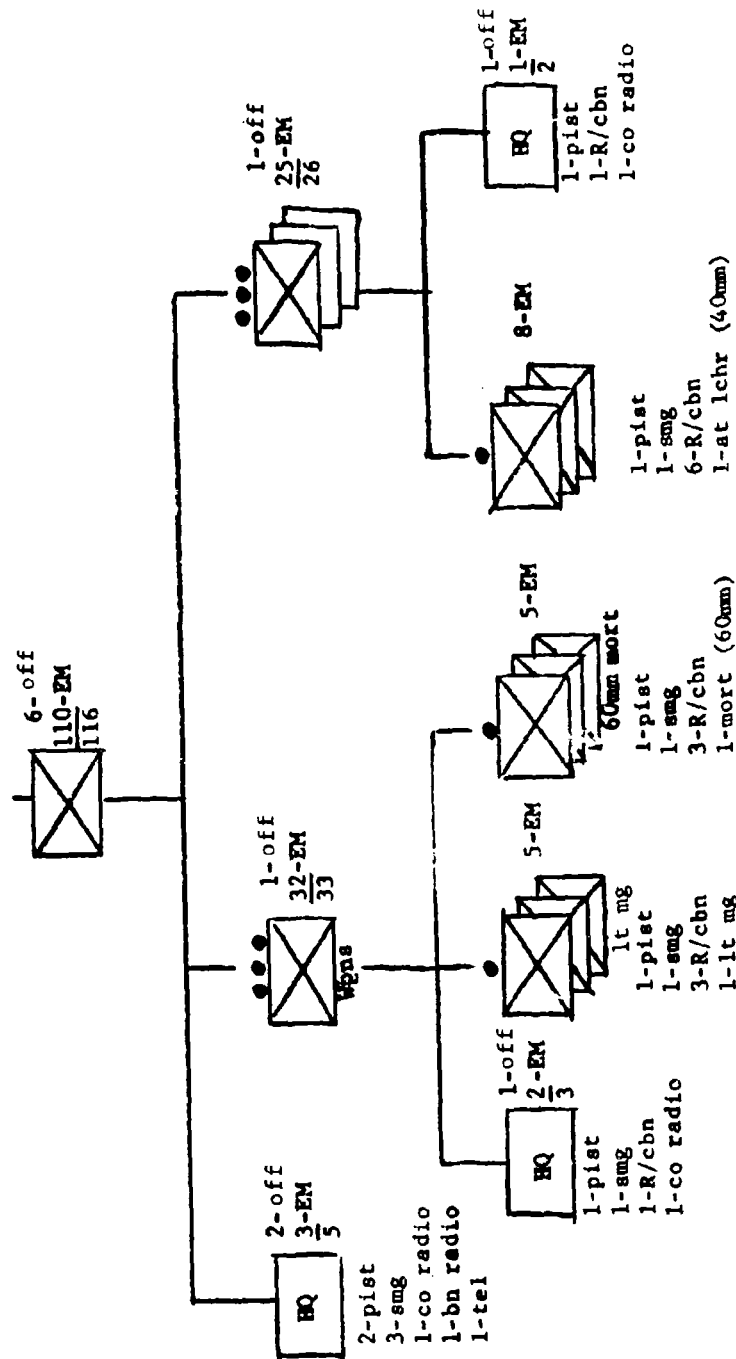 6-off
110-EM
116
2-off
3-EM
5
HQ
2-pist
3-smg
1-co radio
1-bn radio
1-tel
1-off
32-EM
33
Wpns
1-off
2-EM
3
HQ
1-pist
1-smg
1-R/cbn
1-co radio
5-EM
lt mg
1-pist
1-smg
3-R/cbn
1-lt mg
5-EM
60mm mort
1-pist
1-smg
3-R/cbn
1-mort (60mm)
1-off
25-EM
26
8-EM
1-pist
1-smg
6-R/cbn
1-at lchr (40mm)
1-off
1-EM
2
HQ
1-pist
1-R/cbn
1-co radio